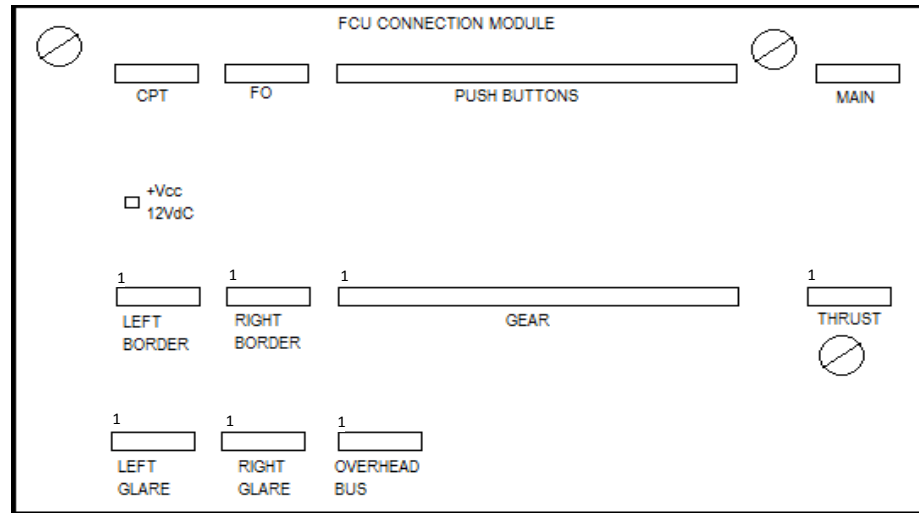 FCU CONNECTION MODULE
CPT
FO
PUSH BUTTONS
MAIN
+Vcc
12VdC
1
1
1
1
LEFT
BORDER
RIGHT
BORDER
GEAR
THRUST
1
1
1
LEFT
GLARE
RIGHT
GLARE
OVERHEAD
BUS